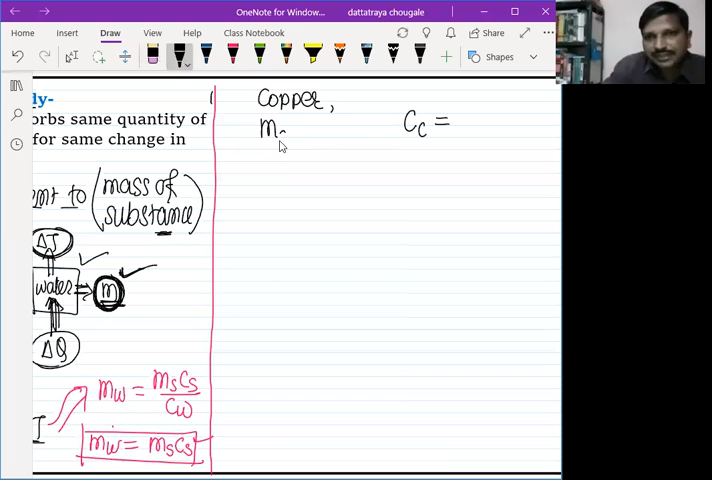 OneNote for Window...
dattatraya chougale
Home
Insert
Draw
View
Help
Class Notebook
Share
Shapes
dy-
orbs same quantity of
for same change in
mt to (mass of
substance)
ΔT
water ⇒ m
ΔQ
I
mw = mscs/cw
mw = mscs
Copper,
m
Cc =